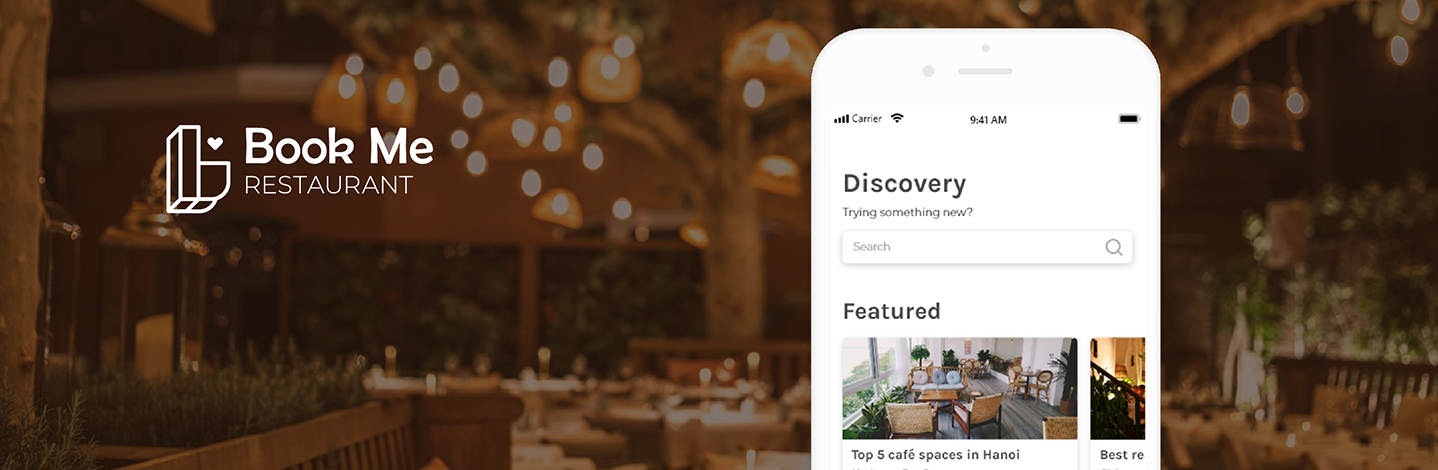 Book Me
RESTAURANT
Carrier
9:41 AM
Discovery
Trying something new?
Search
Featured
Top 5 café spaces in Hanoi
Best re